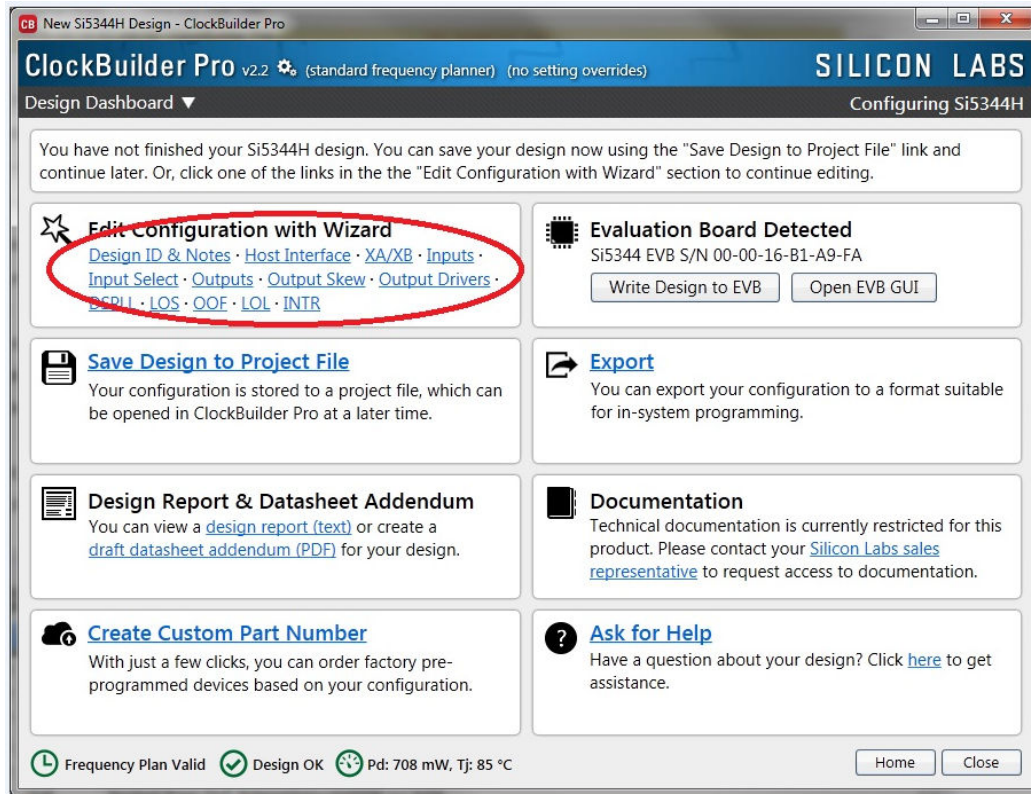 CB New Si5344H Design - ClockBuilder Pro
ClockBuilder Pro v2.2 (standard frequency planner) (no setting overrides) SILICON LABS
Design Dashboard ▼ Configuring Si5344H
You have not finished your Si5344H design. You can save your design now using the "Save Design to Project File" link and
continue later. Or, click one of the links in the the "Edit Configuration with Wizard" section to continue editing.
Edit Configuration with Wizard
Design ID & Notes · Host Interface · XA/XB · Inputs ·
Input Select · Outputs · Output Skew · Output Drivers ·
DSPLL · LOS · OOF · LOL · INTR
Evaluation Board Detected
Si5344 EVB S/N 00-00-16-B1-A9-FA
Write Design to EVB Open EVB GUI
Save Design to Project File
Your configuration is stored to a project file, which can
be opened in ClockBuilder Pro at a later time.
Export
You can export your configuration to a format suitable
for in-system programming.
Design Report & Datasheet Addendum
You can view a design report (text) or create a
draft datasheet addendum (PDF) for your design.
Documentation
Technical documentation is currently restricted for this
product. Please contact your Silicon Labs sales
representative to request access to documentation.
Create Custom Part Number
With just a few clicks, you can order factory pre-
programmed devices based on your configuration.
? Ask for Help
Have a question about your design? Click here to get
assistance.
Frequency Plan Valid Design OK Pd: 708 mW, Tj: 85 °C Home Close